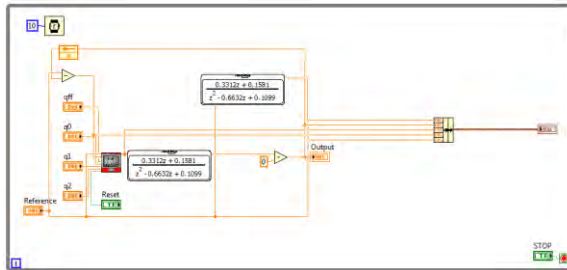 10
qff
q0
q1
q2
Reference
Reset
0.3312z + 0.1581
z² -0.6632z + 0.1099
0.3312z + 0.1581
z² -0.6632z + 0.1099
0
Output
STOP
i